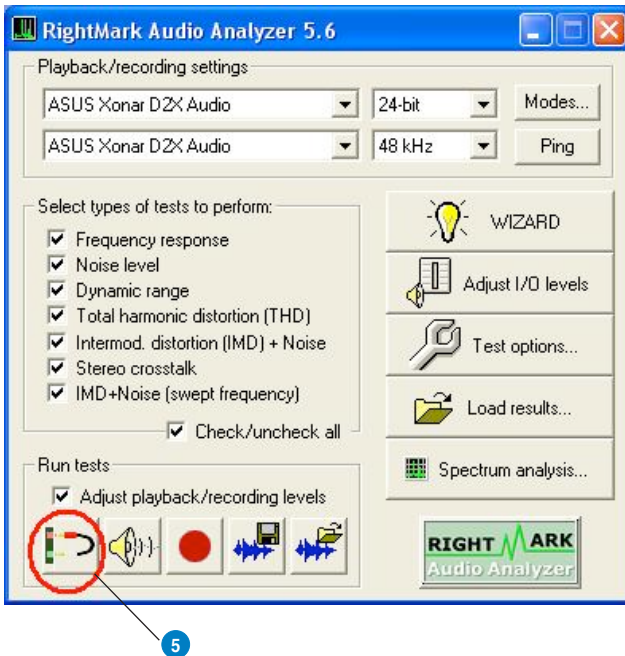 RightMark Audio Analyzer 5.6
Playback/recording settings
ASUS Xonar D2X Audio 24-bit Modes...
ASUS Xonar D2X Audio 48 kHz Ping
Select types of tests to perform:
Frequency response
Noise level
Dynamic range
Total harmonic distortion (THD)
Intermod. distortion (IMD) + Noise
Stereo crosstalk
IMD+Noise (swept frequency)
Check/uncheck all
WIZARD
Adjust I/O levels
Test options...
Load results...
Spectrum analysis...
Run tests
Adjust playback/recording levels
RIGHT MARK
Audio Analyzer
5